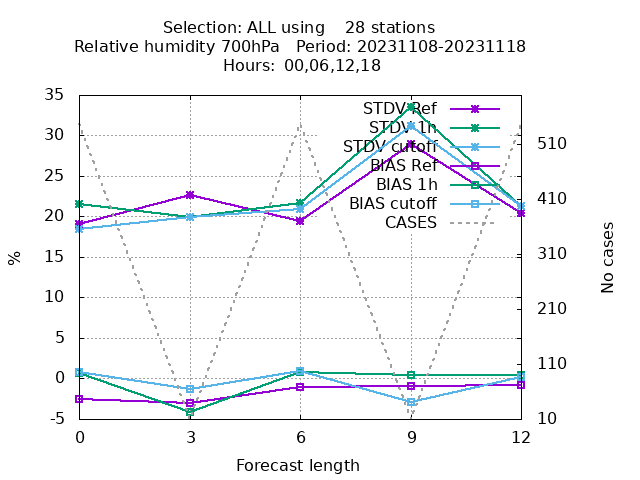 Selection: ALL using    28 stations
Relative humidity 700hPa   Period: 20231108-20231118
Hours: 00,06,12,18
35
30
25
20
15
10
5
0
-5
%
STDV Ref
STDV 1h
STDV cutoff
BIAS Ref
BIAS 1h
BIAS cutoff
CASES
510
410
310
210
110
10
No cases
0 3 6 9 12
Forecast length